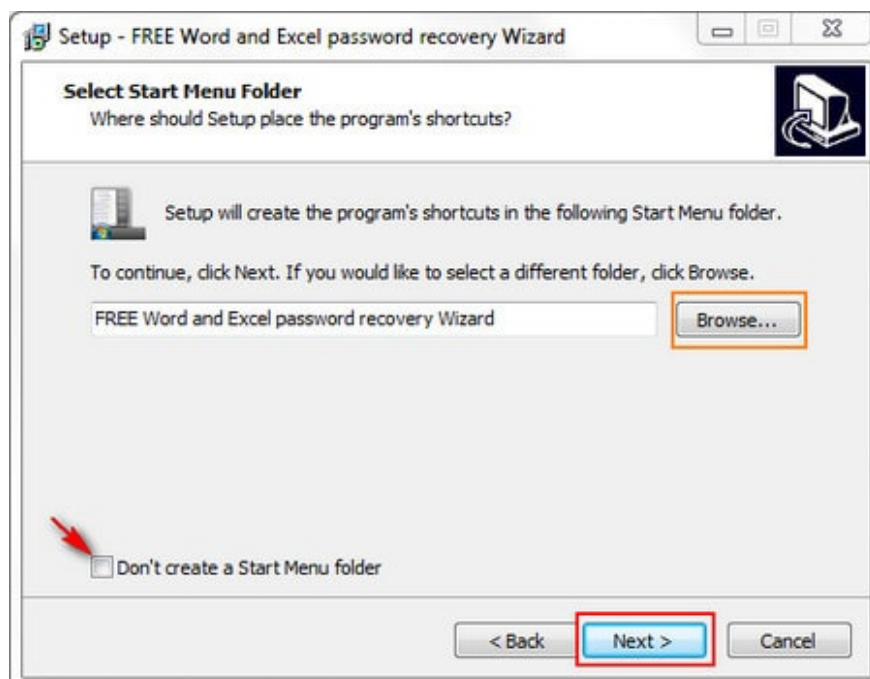 Setup - FREE Word and Excel password recovery Wizard
Select Start Menu Folder
Where should Setup place the program's shortcuts?
Setup will create the program's shortcuts in the following Start Menu folder.
To continue, click Next. If you would like to select a different folder, click Browse.
FREE Word and Excel password recovery Wizard
Browse...
Don't create a Start Menu folder
< Back
Next >
Cancel